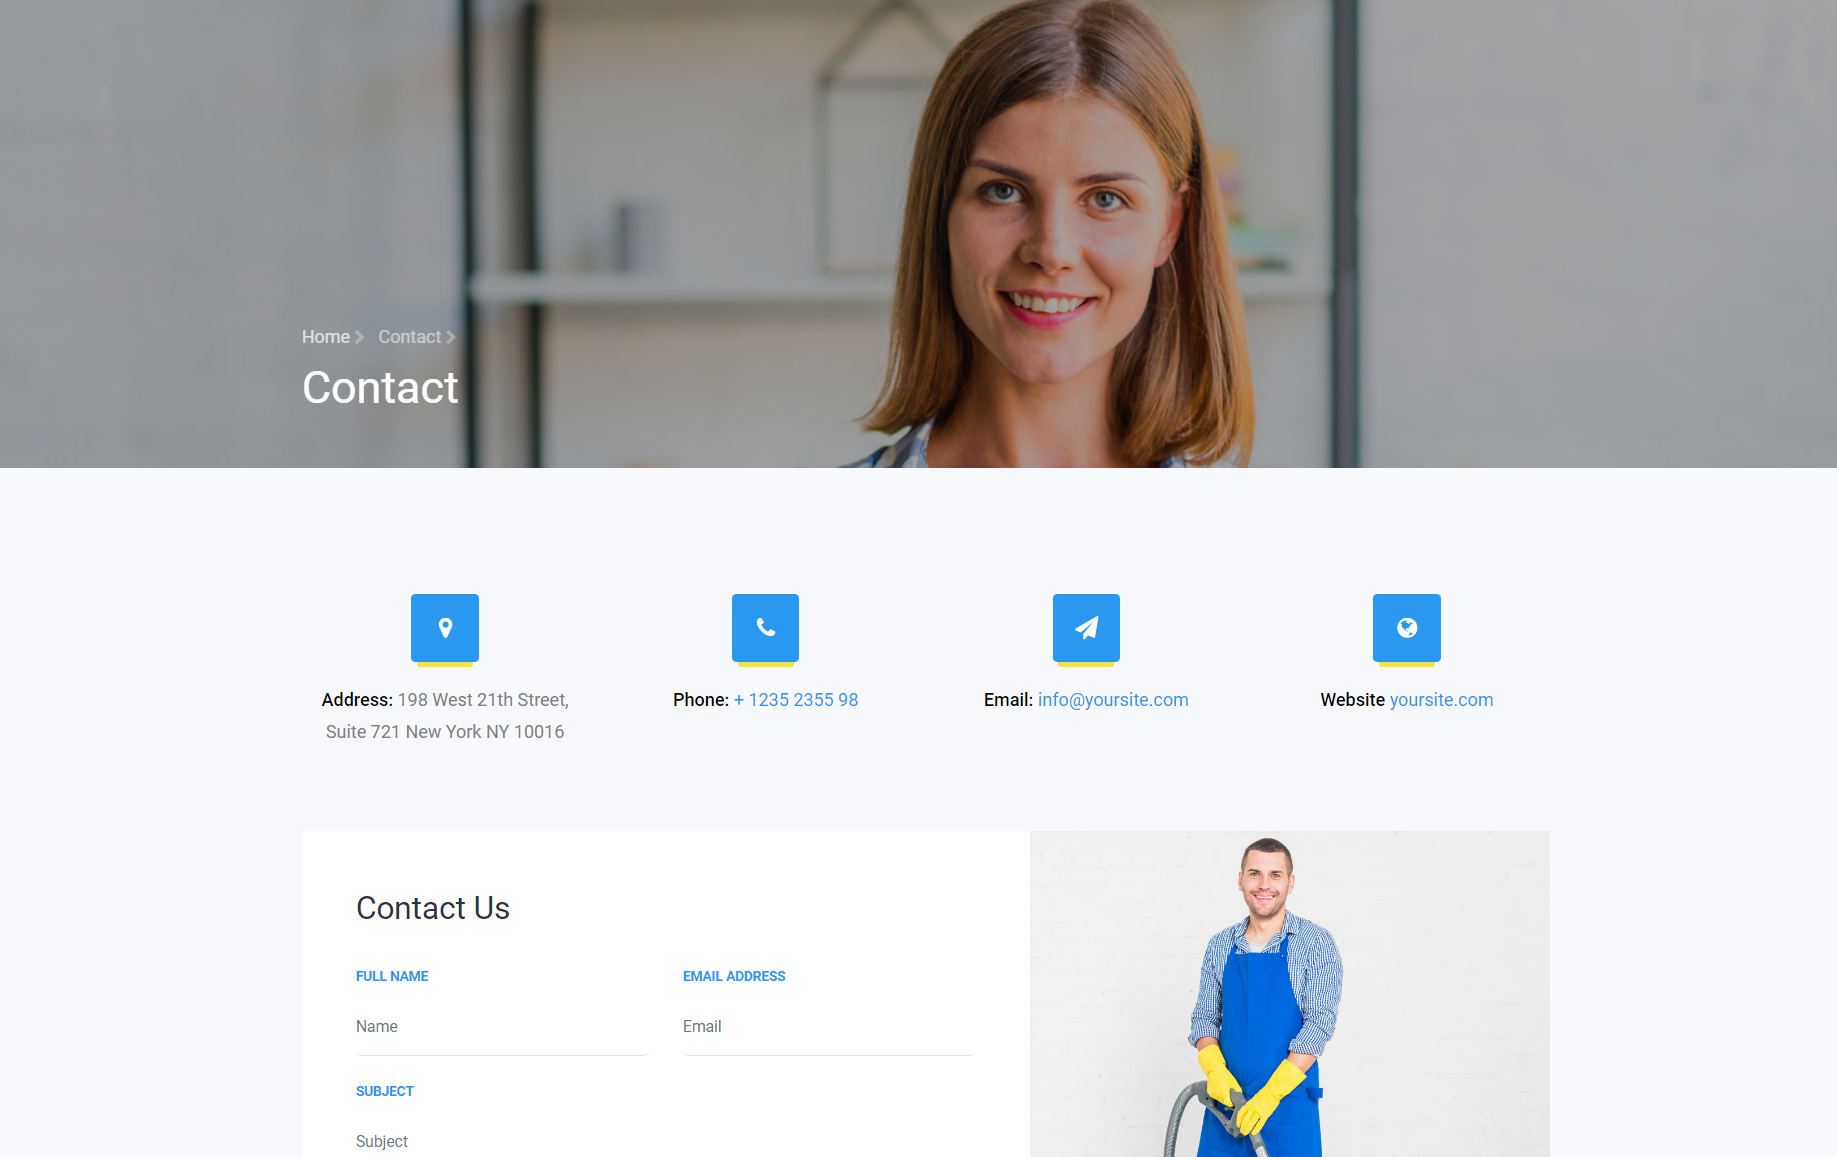 Home Contact
Contact
Address: 198 West 21th Street,
Suite 721 New York NY 10016
Phone: + 1235 2355 98
Email: info@yoursite.com
Website yoursite.com
Contact Us
FULL NAME
EMAIL ADDRESS
Name
Email
SUBJECT
Subject